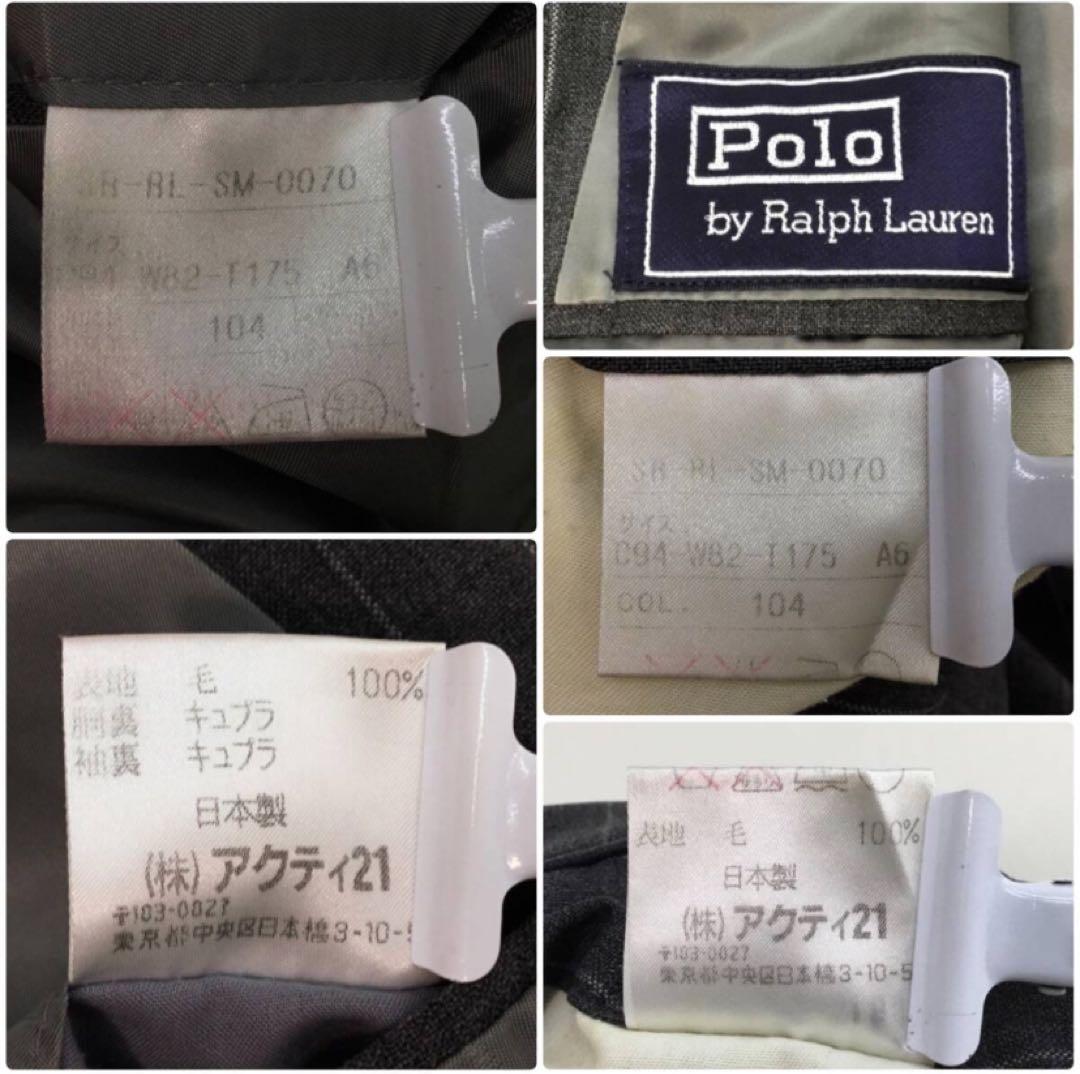 SR-RL-SM-0070
サイズ
C94-W82-T175 A6
104
Polo
by Ralph Lauren
SR-RL-SM-0070
サイズ
C94-W82-T175 A6
COL. 104
表地 毛 100%
胴裏 キュプラ
袖裏 キュプラ
日本製
(株)アクティ21
〒103-0027
東京都中央区日本橋3-10-5
表地 毛 100%
日本製
(株)アクティ21
〒103-0027
東京都中央区日本橋3-10-5